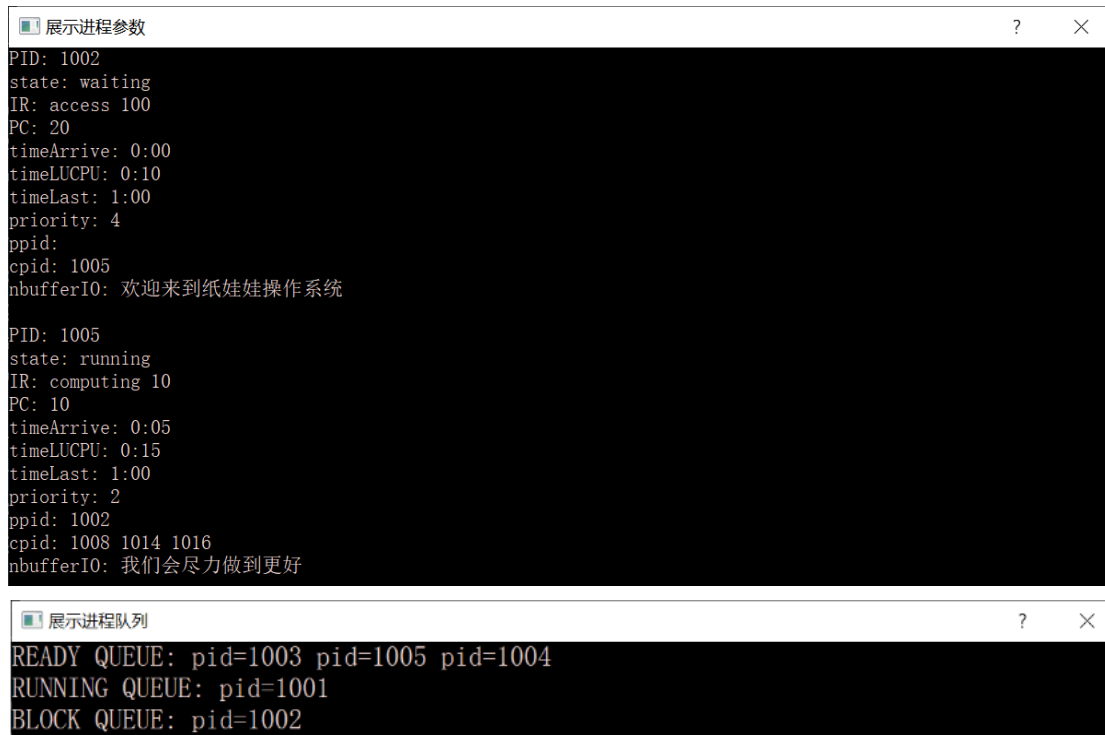 展示进程参数
PID: 1002
state: waiting
IR: access 100
PC: 20
timeArrive: 0:00
timeLUCPU: 0:10
timeLast: 1:00
priority: 4
ppid:
cpid: 1005
nbufferIO: 欢迎来到纸娃娃操作系统
PID: 1005
state: running
IR: computing 10
PC: 10
timeArrive: 0:05
timeLUCPU: 0:15
timeLast: 1:00
priority: 2
ppid: 1002
cpid: 1008 1014 1016
nbufferIO: 我们会尽力做到更好
展示进程队列
READY QUEUE: pid=1003 pid=1005 pid=1004
RUNNING QUEUE: pid=1001
BLOCK QUEUE: pid=1002